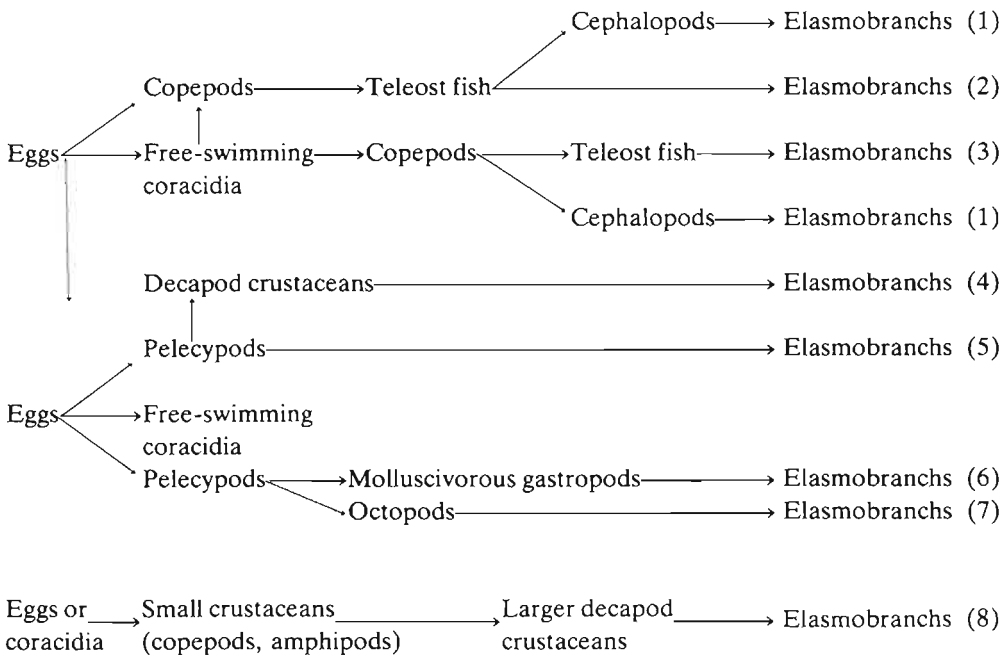 Cephalopods Elasmobranchs (1)
Copepods Teleost fish Elasmobranchs (2)
Eggs Free-swimming Copepods Teleost fish Elasmobranchs (3)
coracidia
Cephalopods Elasmobranchs (1)
Decapod crustaceans Elasmobranchs (4)
Pelecypods Elasmobranchs (5)
Eggs Free-swimming
coracidia
Pelecypods Molluscivorous gastropods Elasmobranchs (6)
Octopods Elasmobranchs (7)
Eggs or Small crustaceans Larger decapod Elasmobranchs (8)
coracidia (copepods, amphipods) crustaceans